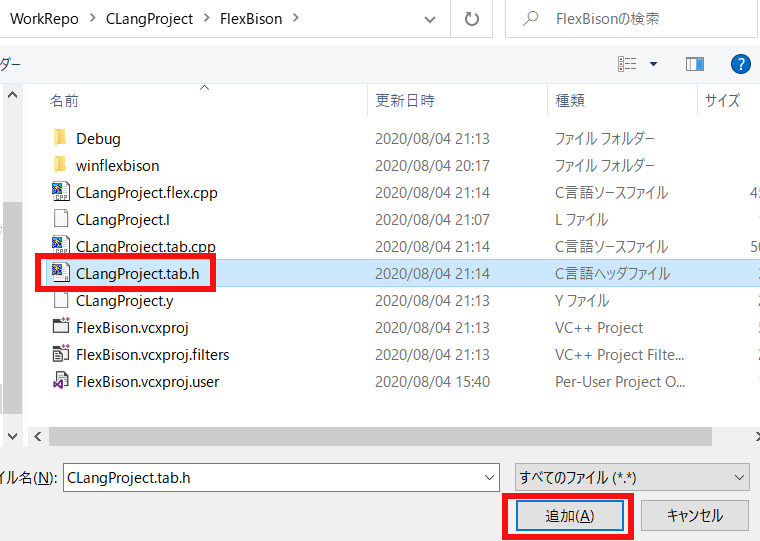 WorkRepo > CLangProject > FlexBison >
FlexBisonの検索
ダー
名前 更新日時 種類 サイズ
Debug 2020/08/04 21:13 ファイル フォルダー
winflexbison 2020/08/04 20:17 ファイル フォルダー
CLangProject.flex.cpp 2020/08/04 21:14 C言語ソースファイル 45
CLangProject.l 2020/08/04 21:07 L ファイル
CLangProject.tab.cpp 2020/08/04 21:14 C言語ソースファイル 50
CLangProject.tab.h 2020/08/04 21:14 C言語ヘッダファイル
CLangProject.y 2020/08/04 21:13 Y ファイル
FlexBison.vcxproj 2020/08/04 21:13 VC++ Project
FlexBison.vcxproj.filters 2020/08/04 21:13 VC++ Project Filte...
FlexBison.vcxproj.user 2020/08/04 15:40 Per-User Project O...
イル名(N): CLangProject.tab.h すべてのファイル (*.*)
追加(A) キャンセル